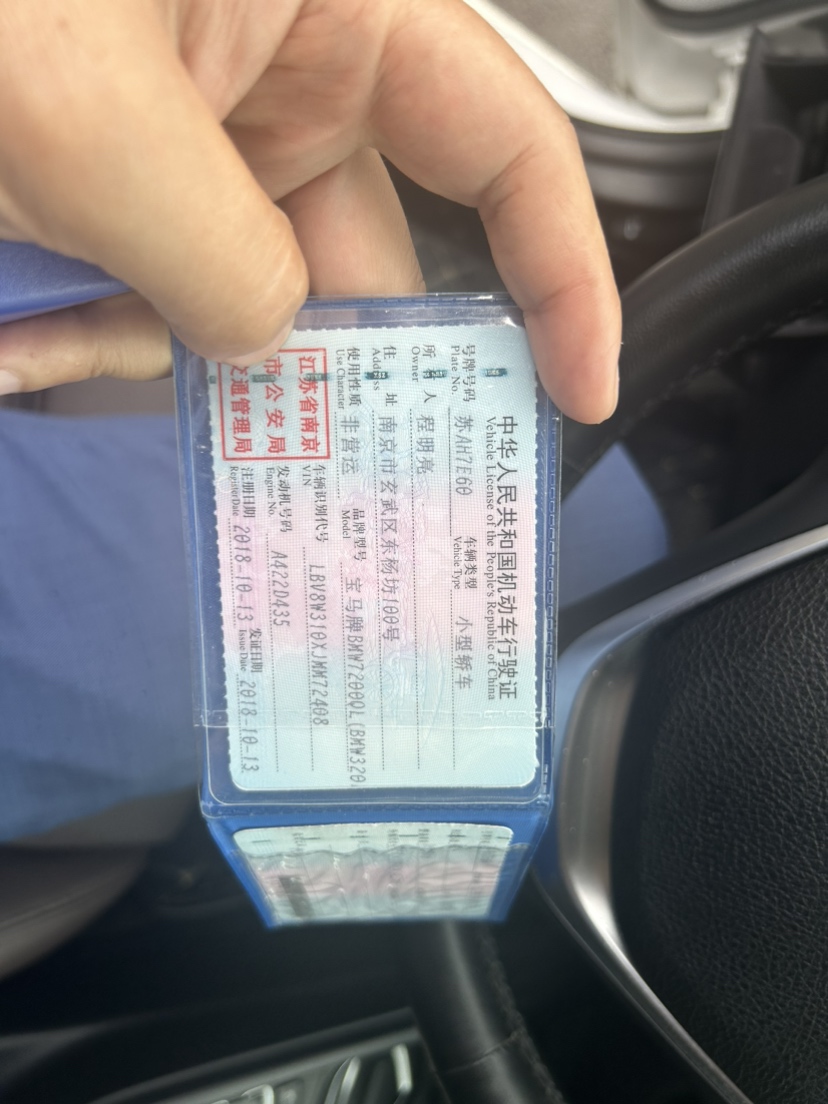 中华人民共和国机动车行驶证
Vehicle License of the People's Republic of China
号牌号码 苏AH7E60 车辆类型 小型轿车
Plate No. Vehicle Type
所 人 程明亮
Owner
住 址 南京市玄武区东杨坊100号
Address
使用性质 非营运 品牌型号 宝马牌BMW7200QL(BMW320
Use Character Model
江苏省南京
市公安局
交通管理局
车辆识别代号 LBV8W310XJMM72408
VIN
发动机号码 A422D435
Engine No.
注册日期 2018-10-13 发证日期 2018-10-13
Register Date Issue Date